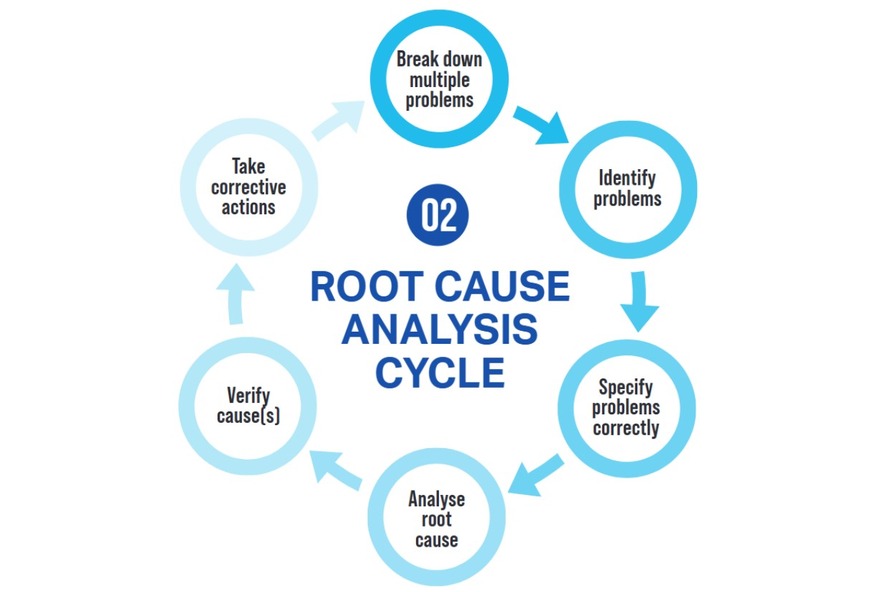 Break down
multiple
problems
Identify
problems
Specify
problems
correctly
Analyse
root
cause
Verify
cause(s)
Take
corrective
actions
02
ROOT CAUSE
ANALYSIS
CYCLE